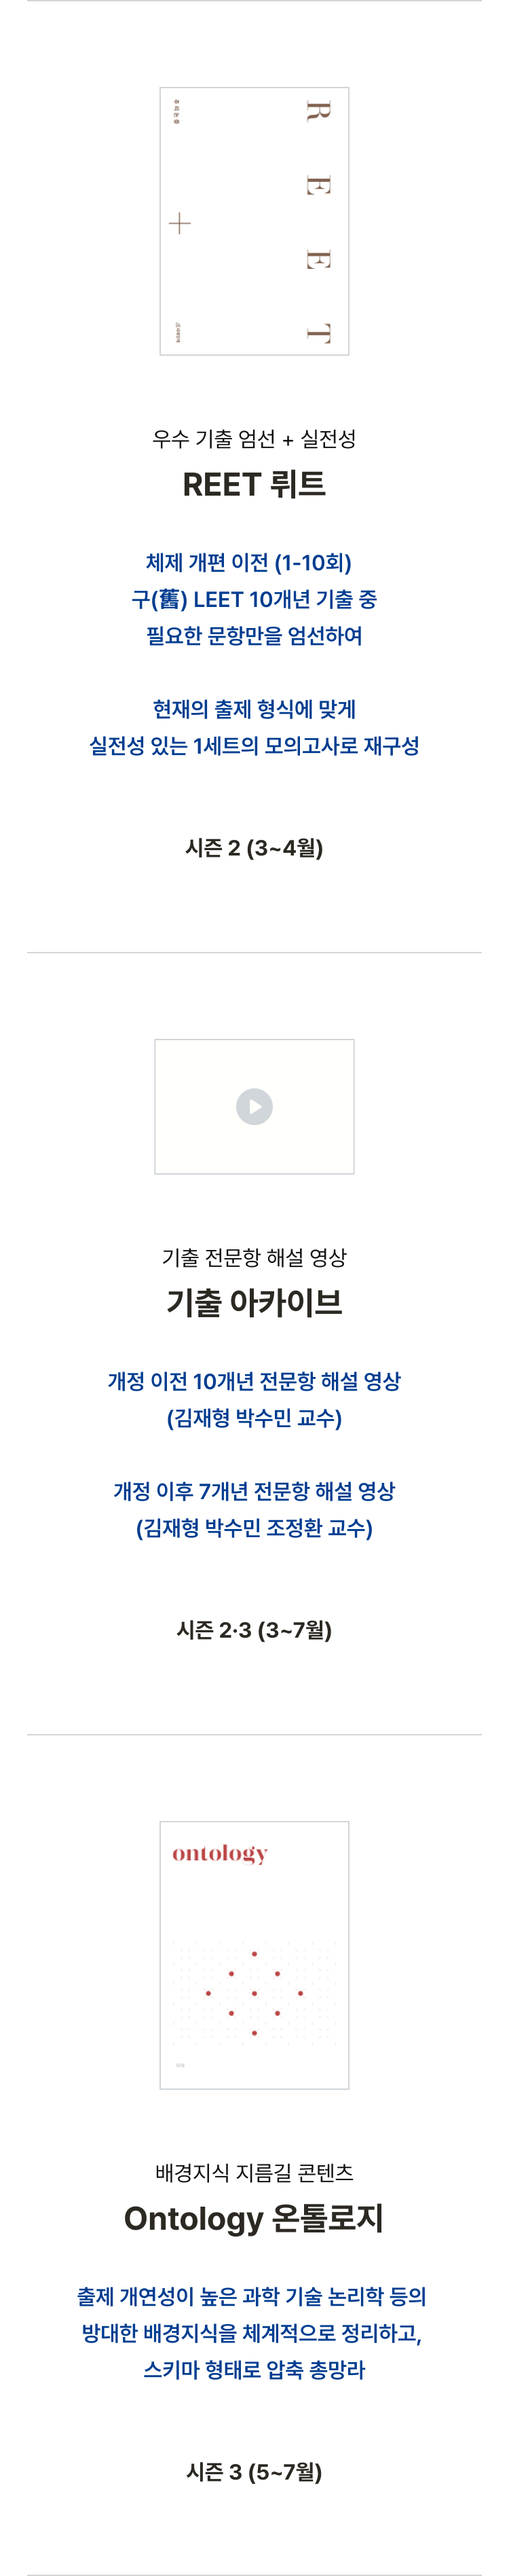 R E E T
우수 기출 엄선 + 실전성
REET 뤼트
체제 개편 이전 (1-10회)
구(舊) LEET 10개년 기출 중
필요한 문항만을 엄선하여
현재의 출제 형식에 맞게
실전성 있는 1세트의 모의고사로 재구성
시즌 2 (3~4월)
기출 전문항 해설 영상
기출 아카이브
개정 이전 10개년 전문항 해설 영상
(김재형 박수민 교수)
개정 이후 7개년 전문항 해설 영상
(김재형 박수민 조정환 교수)
시즌 2·3 (3~7월)
ontology
배경지식 지름길 콘텐츠
Ontology 온톨로지
출제 개연성이 높은 과학 기술 논리학 등의
방대한 배경지식을 체계적으로 정리하고,
스키마 형태로 압축 총망라
시즌 3 (5~7월)